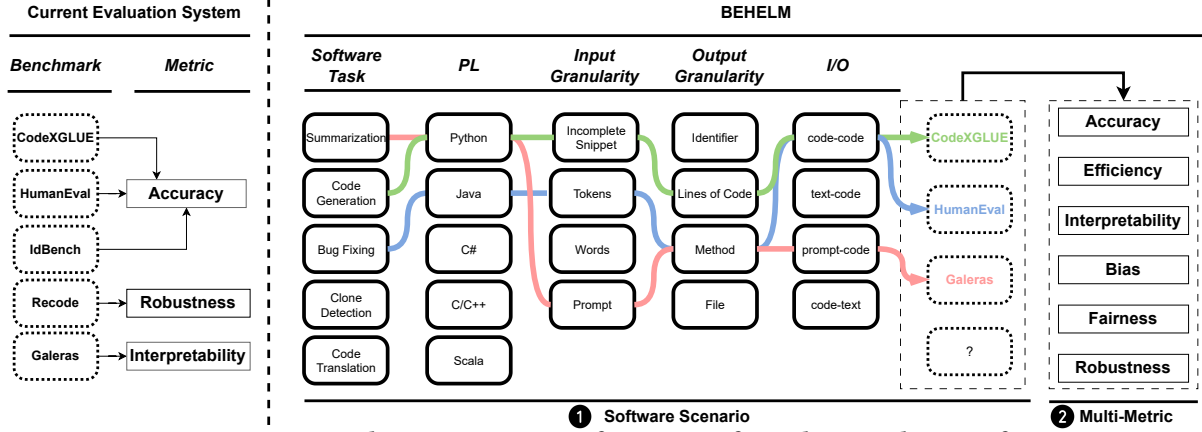 Current Evaluation System
Benchmark
Metric
CodeXGLUE
HumanEval
IdBench
Recode
Galeras
Accuracy
Robustness
Interpretability
BEHELM
Software
Task
PL
Input
Granularity
Output
Granularity
I/O
Summarization
Code
Generation
Bug Fixing
Clone
Detection
Code
Translation
Python
Java
C#
C/C++
Scala
Incomplete
Snippet
Tokens
Words
Prompt
Identifier
Lines of Code
Method
File
code-code
text-code
prompt-code
code-text
CodeXGLUE
HumanEval
Galeras
?
Accuracy
Efficiency
Interpretability
Bias
Fairness
Robustness
1 Software Scenario
2 Multi-Metric